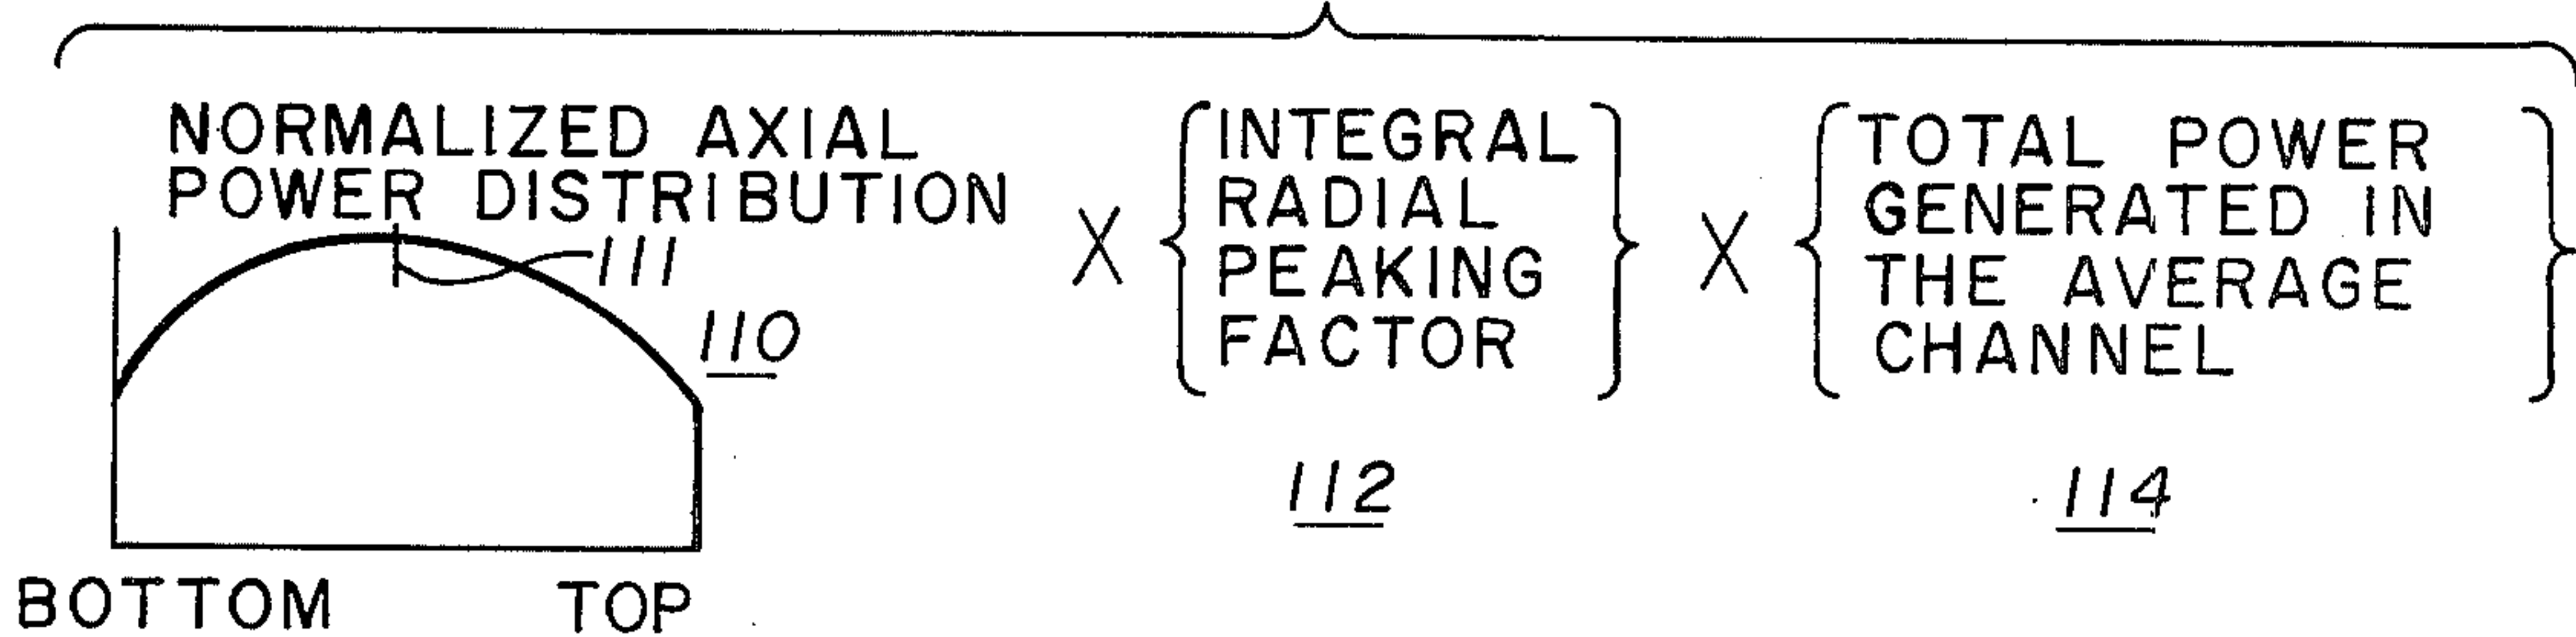 NORMALIZED AXIAL
POWER DISTRIBUTION
111
110
BOTTOM TOP
X
INTEGRAL
RADIAL
PEAKING
FACTOR
112
X
TOTAL POWER
GENERATED IN
THE AVERAGE
CHANNEL
114